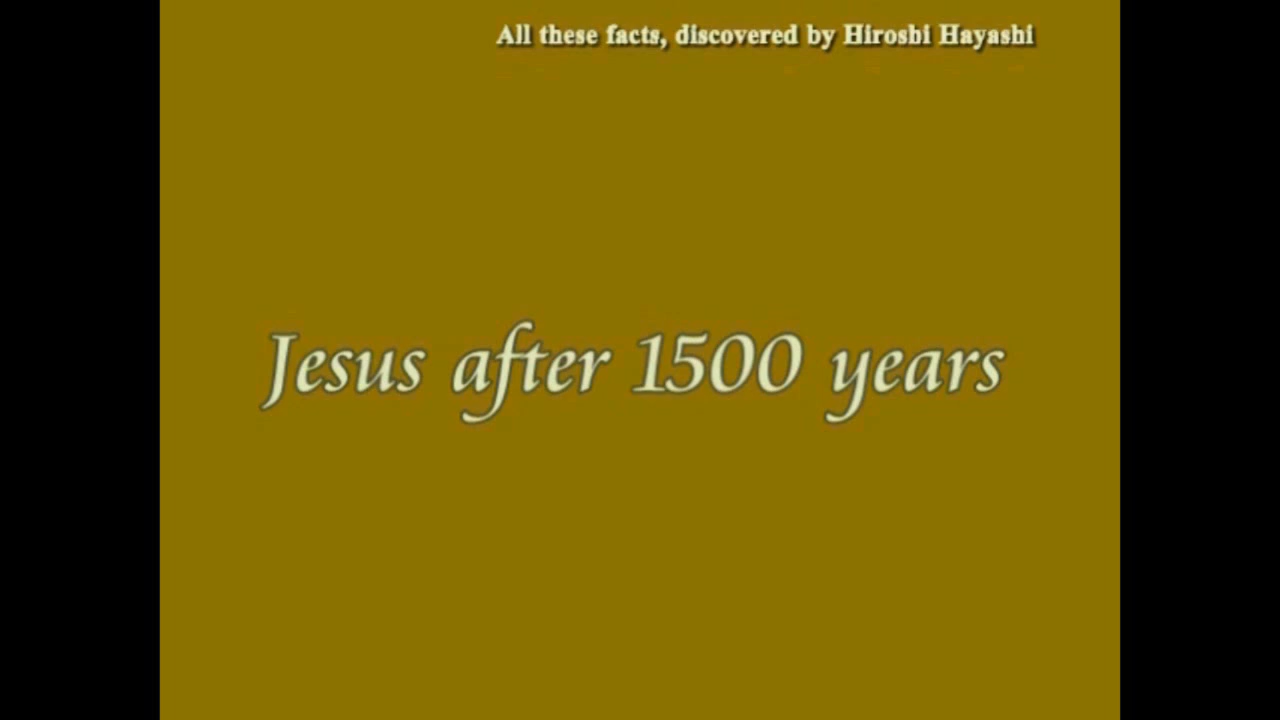 All these facts, discovered by Hiroshi Hayashi
Jesus after 1500 years